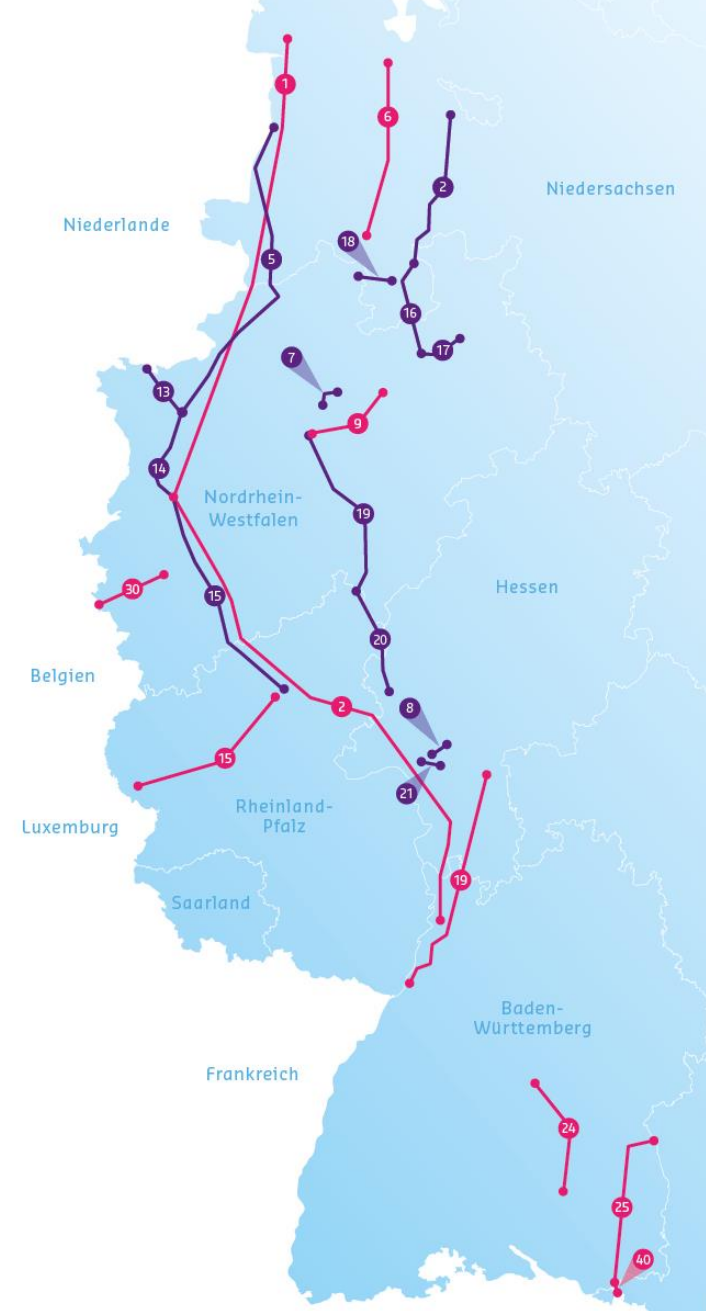 1
6
2
Niedersachsen
Niederlande
18
5
16
17
7
13
9
14
Nordrhein-
Westfalen
19
30
15
Hessen
20
Belgien
2
8
15
21
Rheinland-
Pfalz
Luxemburg
19
Saarland
Baden-
Württemberg
Frankreich
24
25
40